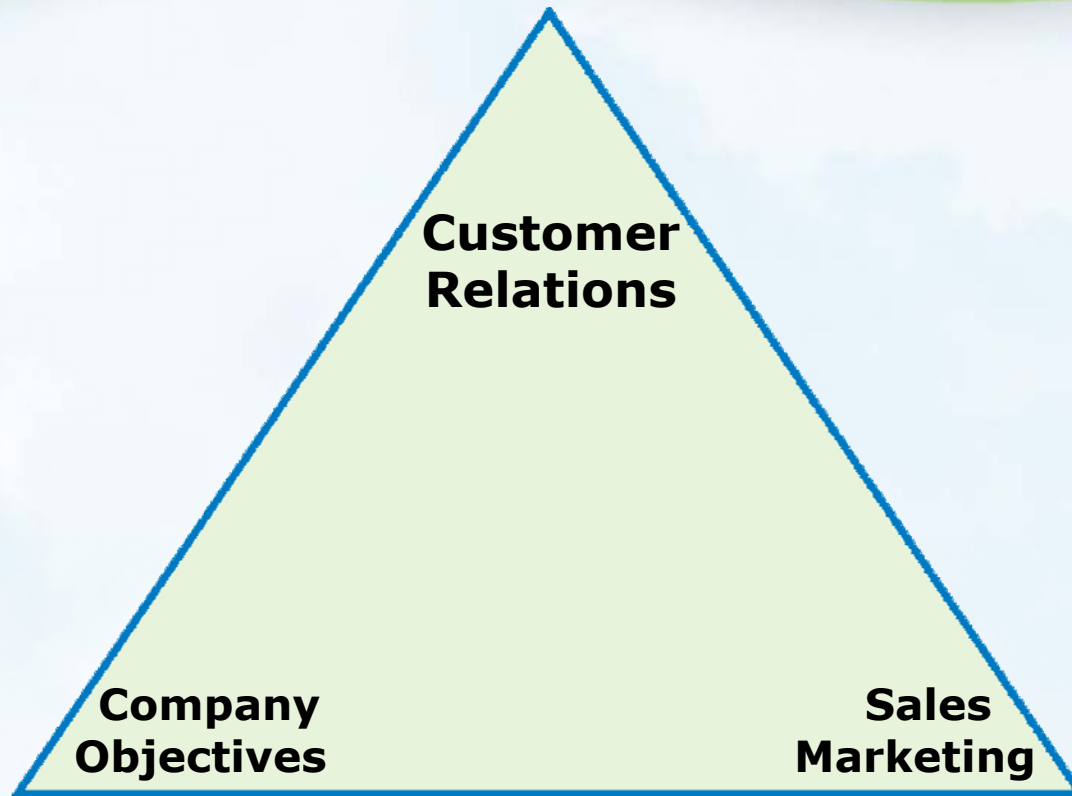 Customer
Relations
Company
Objectives
Sales
Marketing